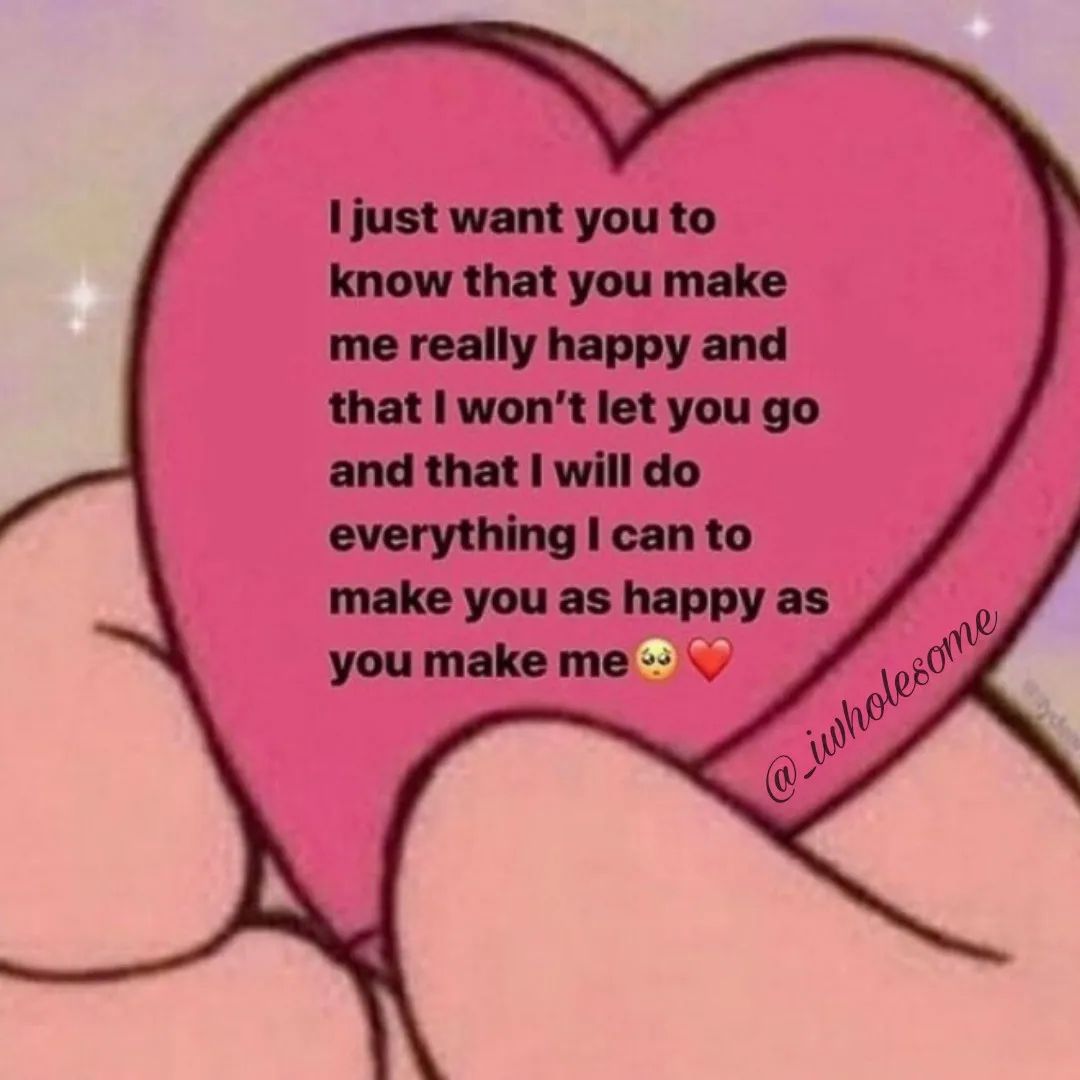 I just want you to
know that you make
me really happy and
that I won’t let you go
and that I will do
everything I can to
make you as happy as
you make me🥺❤️
@_iwholesome